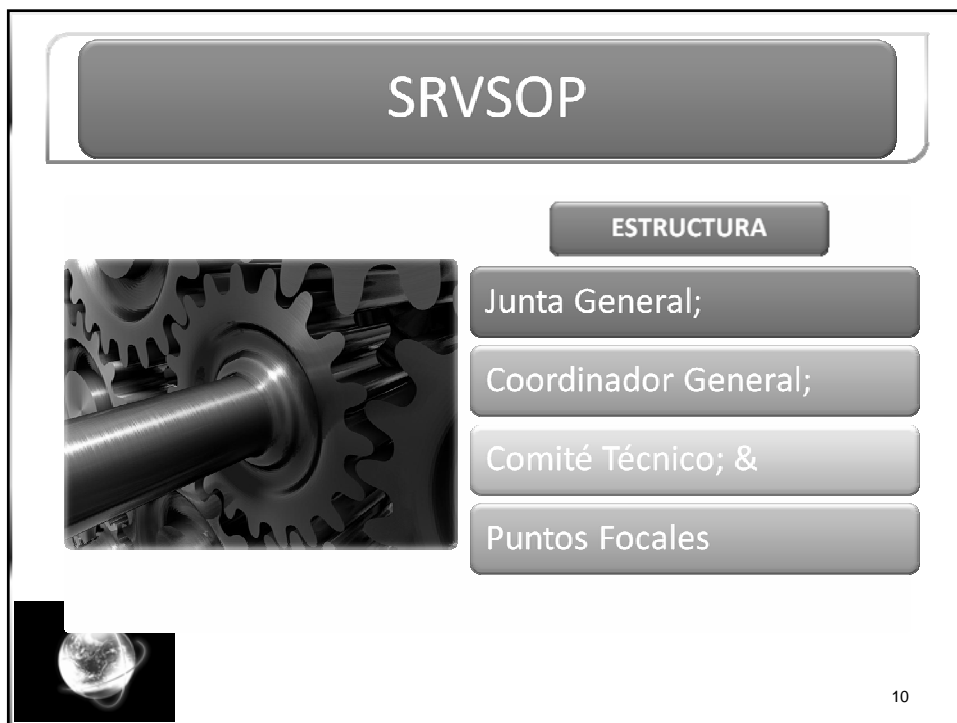 SRVSOP
ESTRUCTURA
Junta General;
Coordinador General;
Comité Técnico; &
Puntos Focales
10